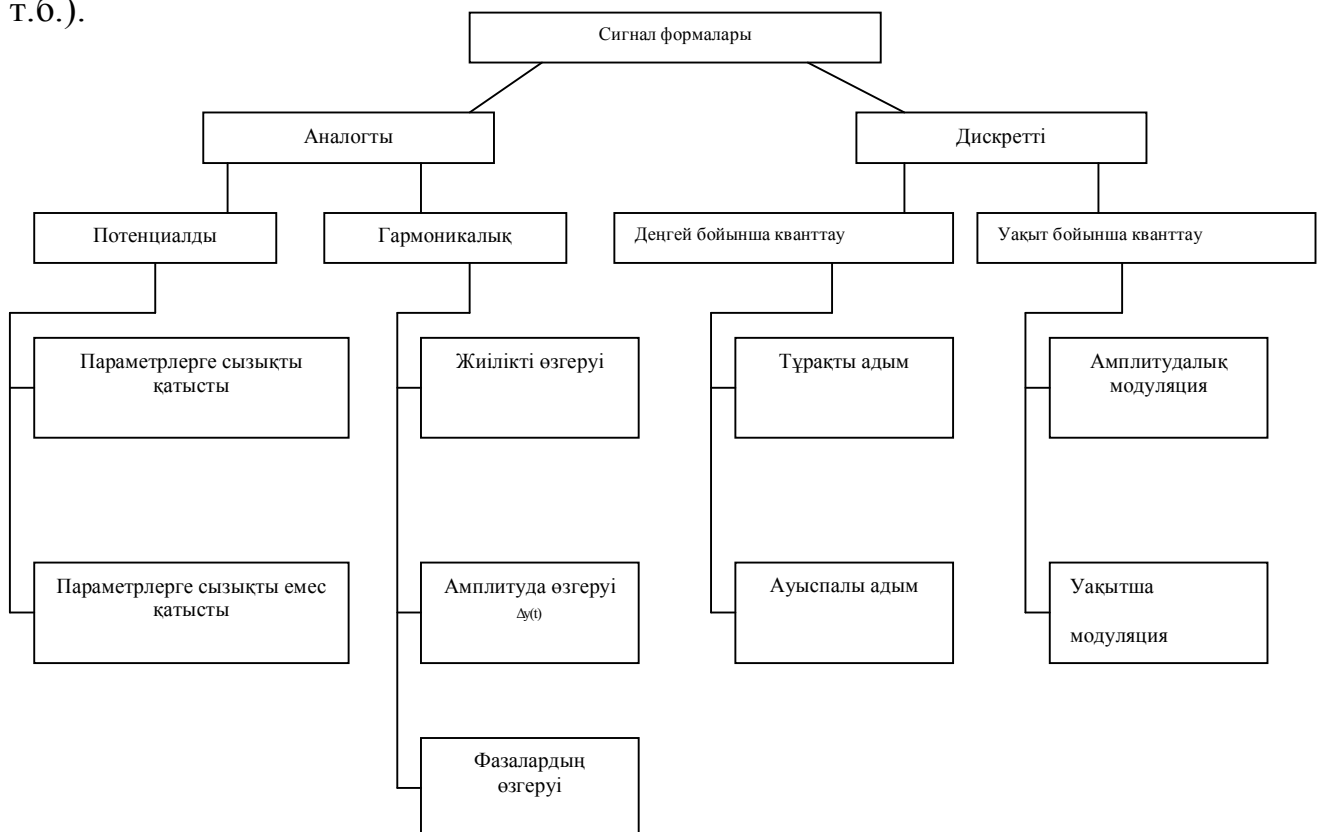 т.б.).
Сигнал формалары
Аналогты
Дискретті
Потенциалды
Гармоникалық
Деңгей бойынша кванттау
Уақыт бойынша кванттау
Параметрлерге сызықты
қатысты
Жиілікті өзгеруі
Тұрақты адым
Амплитудалық
модуляция
Параметрлерге сызықты емес
қатысты
Амплитуда өзгеруі
Δy(t)
Ауыспалы адым
Уақытша
модуляция
Фазалардың
өзгеруі